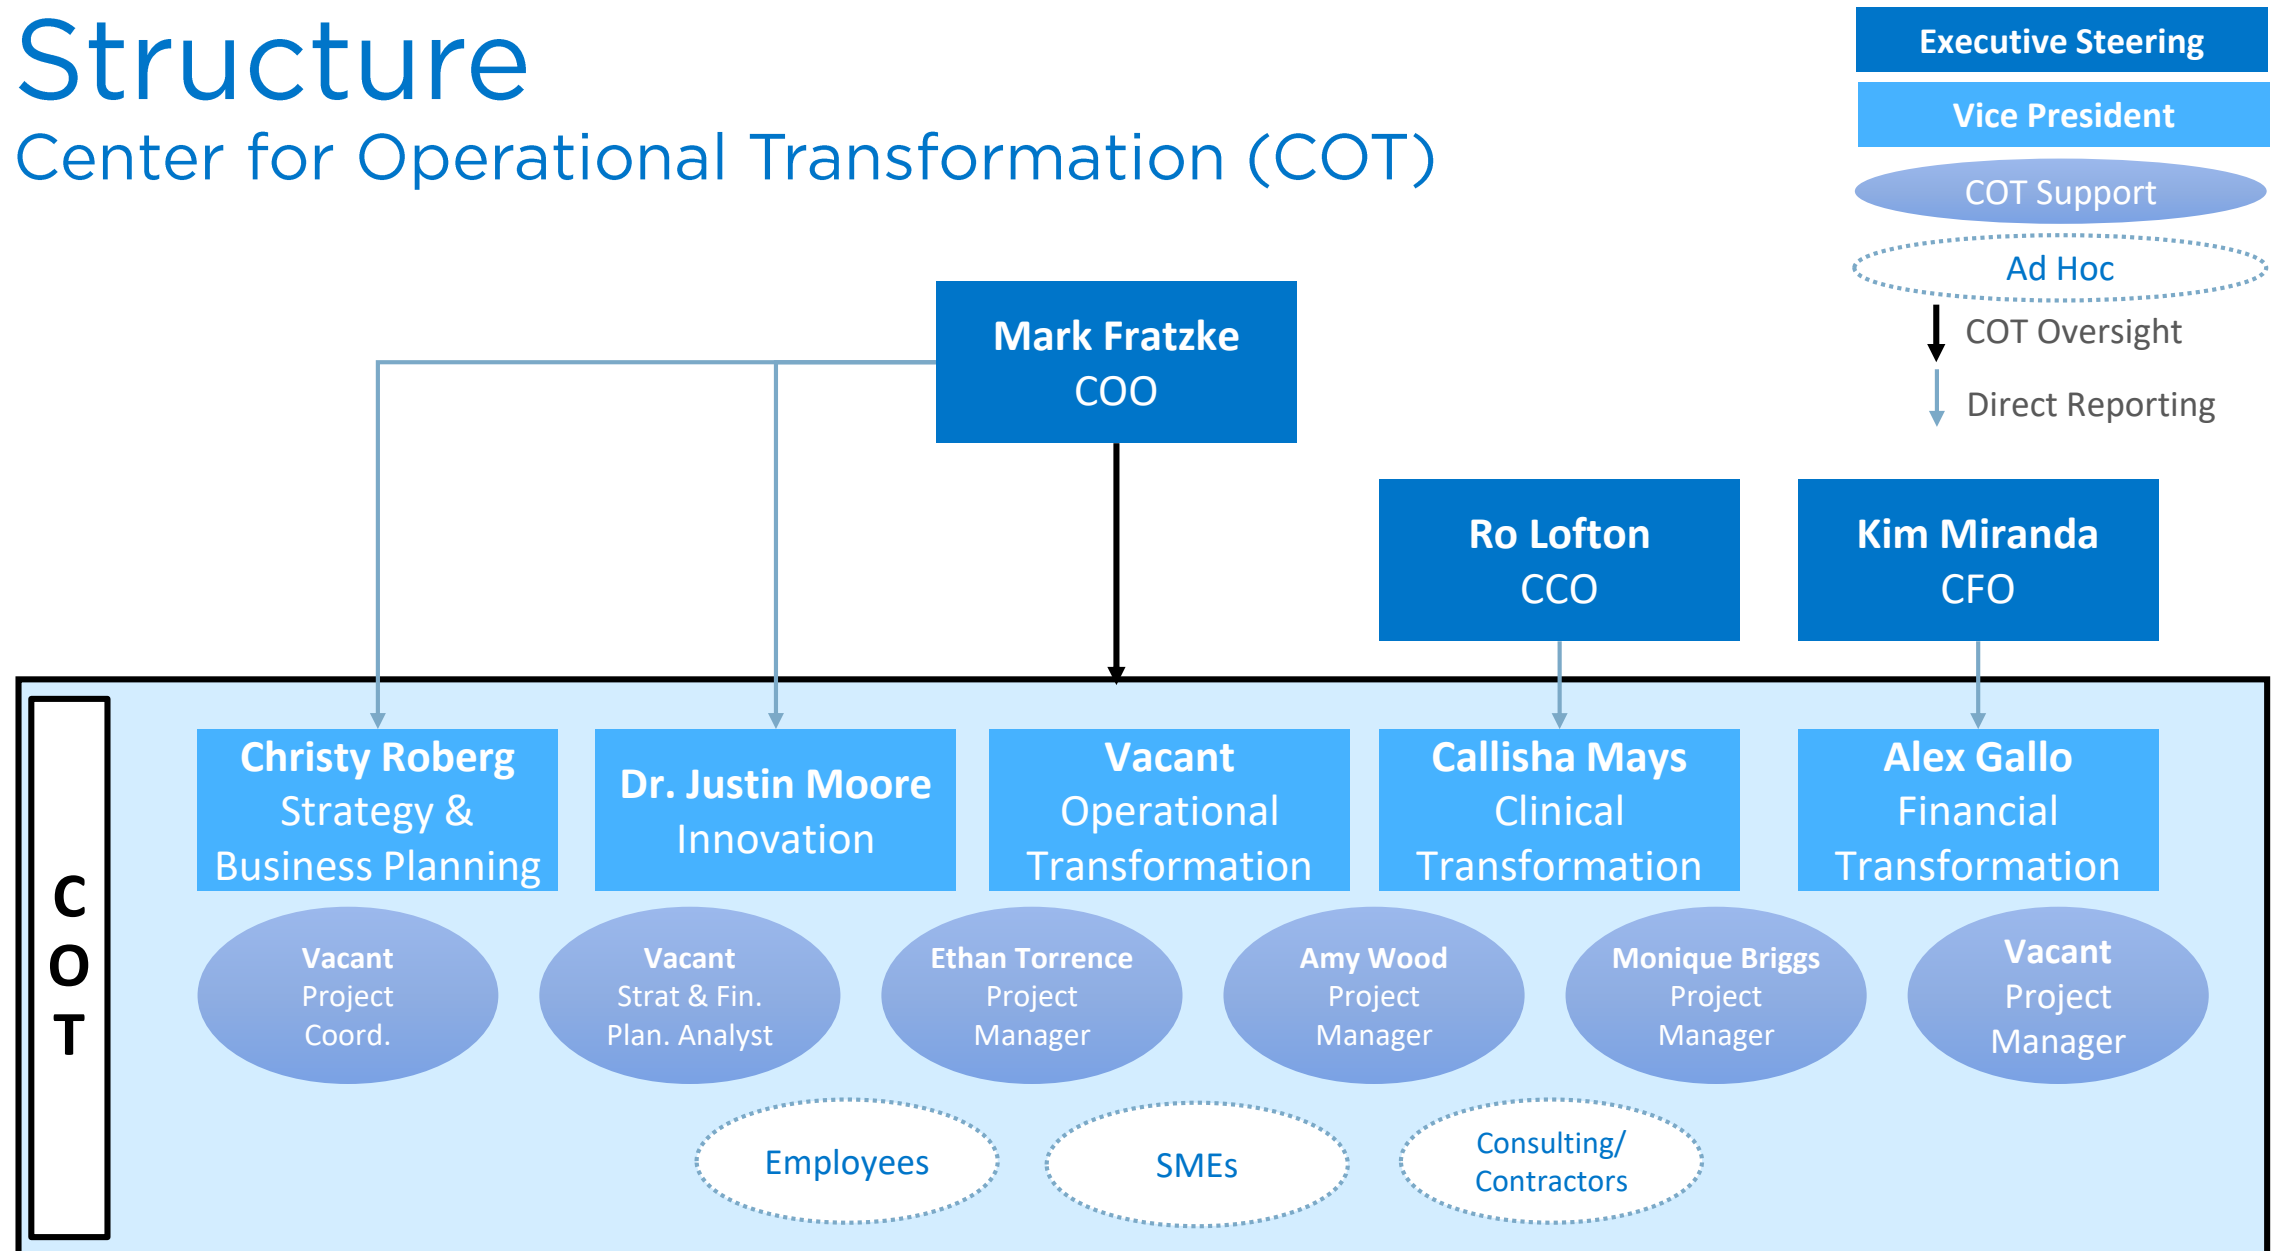 Structure
Center for Operational Transformation (COT)
Executive Steering
Vice President
COT Support
Ad Hoc
COT Oversight
Direct Reporting
Mark Fratzke
COO
Ro Lofton
CCO
Kim Miranda
CFO
C
O
T
Christy Roberg
Strategy &
Business Planning
Dr. Justin Moore
Innovation
Vacant
Operational
Transformation
Callisha Mays
Clinical
Transformation
Alex Gallo
Financial
Transformation
Vacant
Project
Coord.
Vacant
Strat & Fin.
Plan. Analyst
Ethan Torrence
Project
Manager
Amy Wood
Project
Manager
Monique Briggs
Project
Manager
Vacant
Project
Manager
Employees
SMEs
Consulting/
Contractors